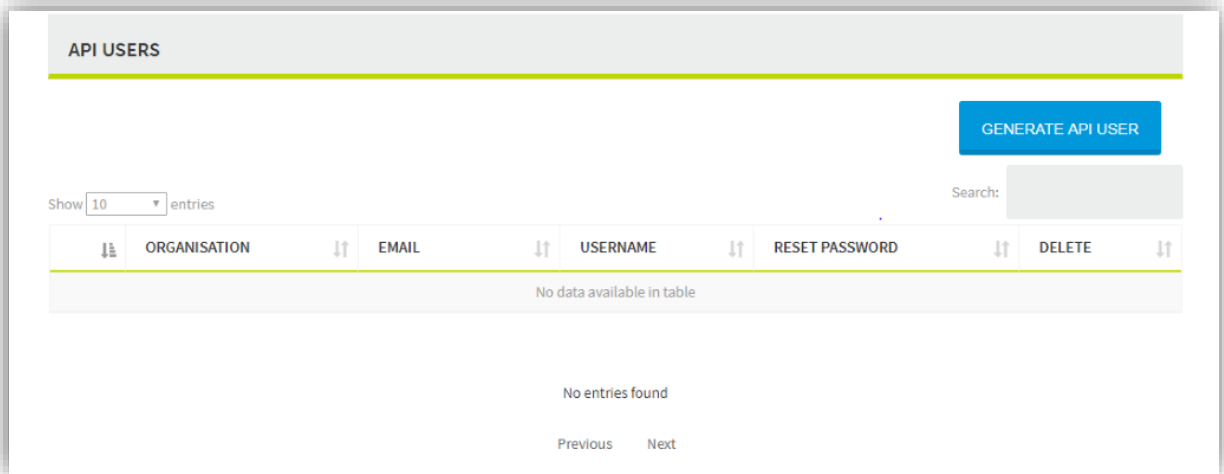 API USERS
GENERATE API USER
Search:
Show 10 entries
ORGANISATION EMAIL USERNAME RESET PASSWORD DELETE
No data available in table
No entries found
Previous Next